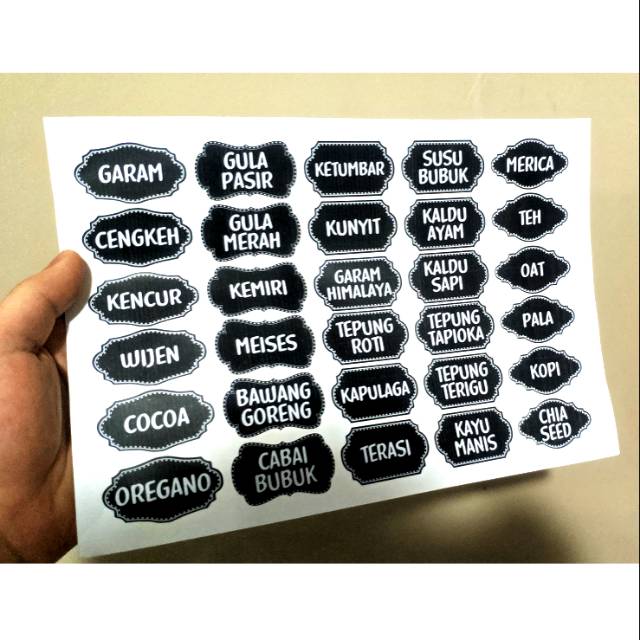 GARAM
GULA
PASIR
KETUMBAR
SUSU
BUBUK
MERICA
CENGKEH
GULA
MERAH
KUNYIT
KALDU
AYAM
TEH
KENCUR
KEMIRI
GARAM
HIMALAYA
KALDU
SAPI
OAT
WIJEN
MEISES
TEPUNG
ROTI
TEPUNG
TAPIOKA
PALA
COCOA
BAWANG
GORENG
KAPULAGA
TEPUNG
TERIGU
KOPI
OREGANO
CABAI
BUBUK
TERASI
KAYU
MANIS
CHIA
SEED